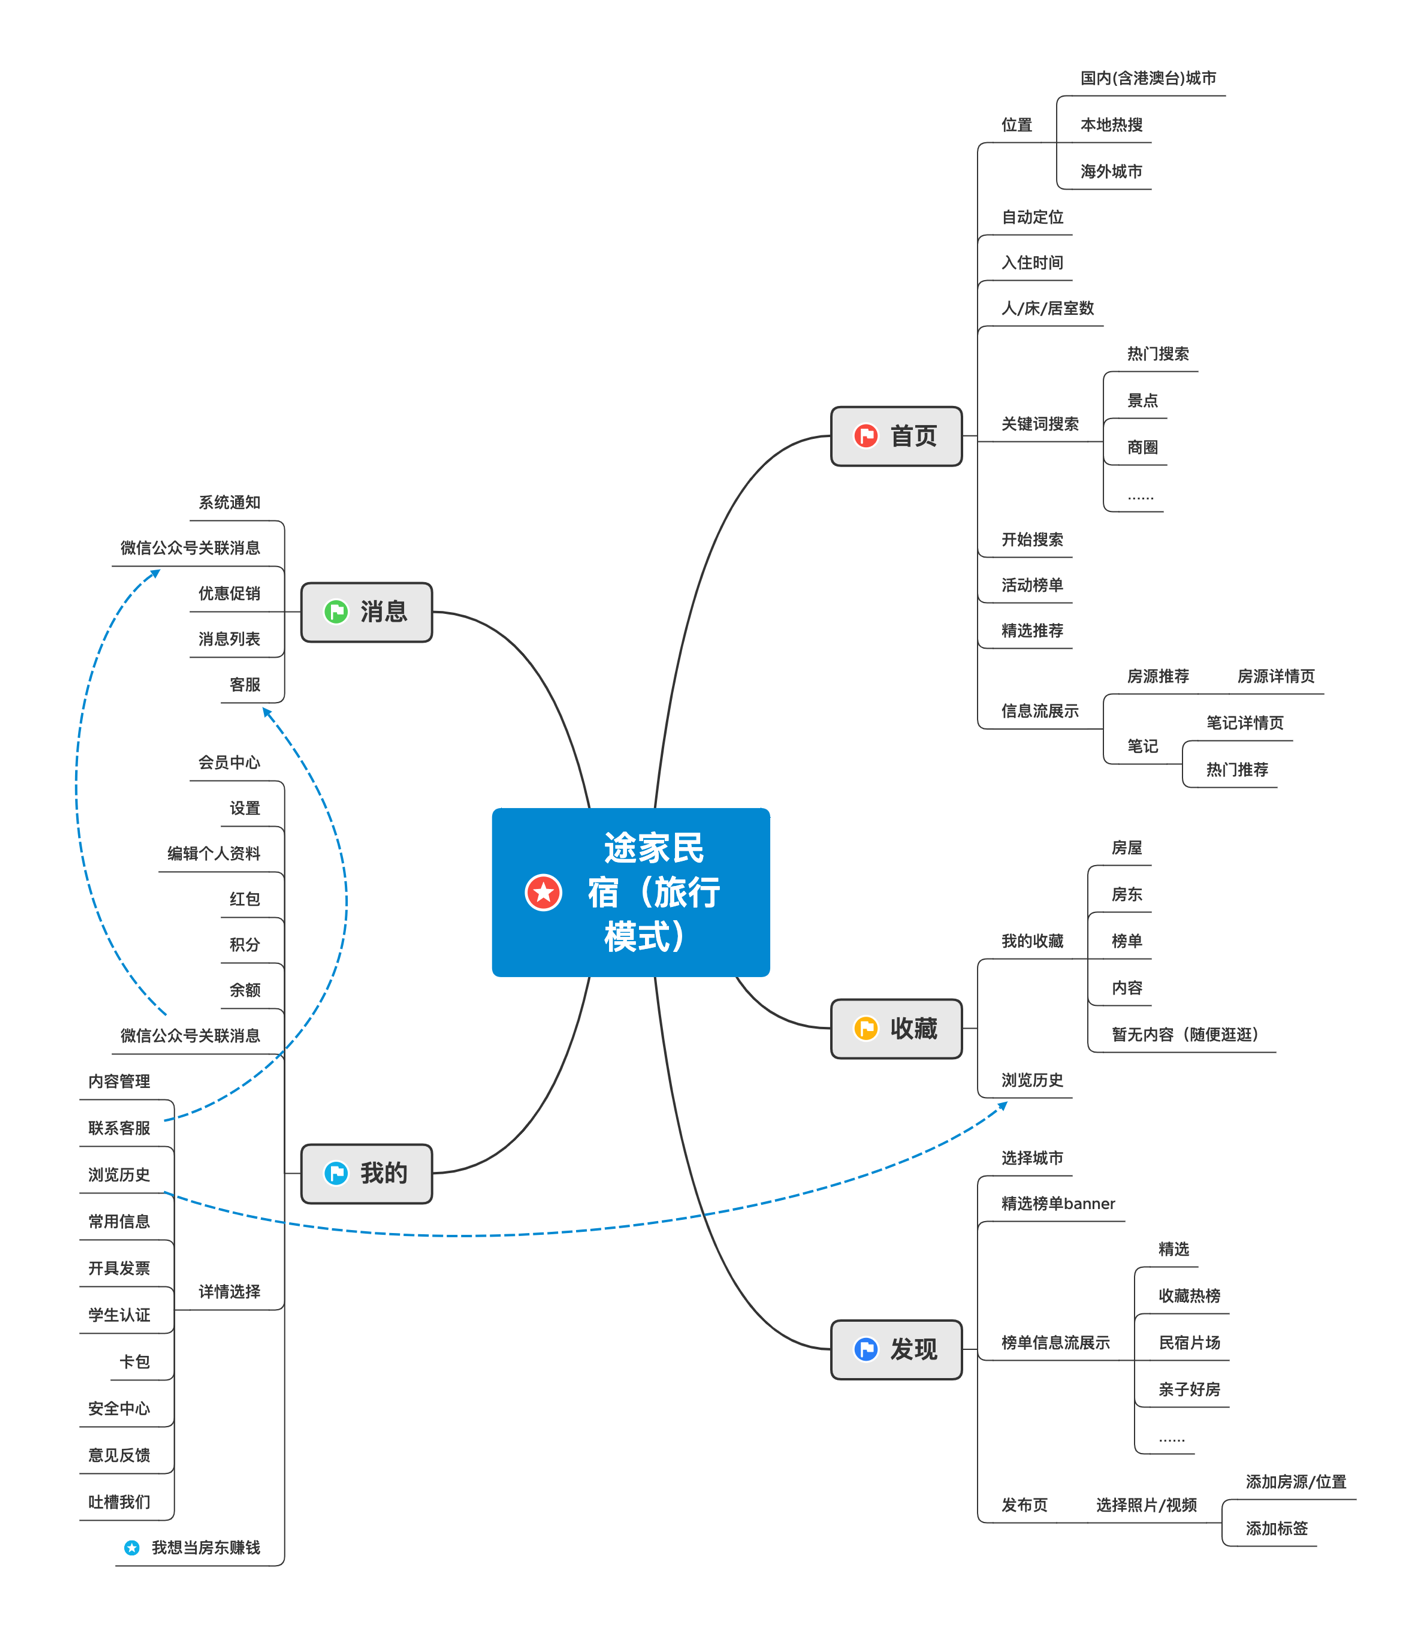 途家民
宿（旅行
模式）
首页
位置
国内(含港澳台)城市
本地热搜
海外城市
自动定位
入住时间
人/床/居室数
关键词搜索
热门搜索
景点
商圈
……
开始搜索
活动榜单
精选推荐
信息流展示
房源推荐
房源详情页
笔记
笔记详情页
热门推荐
收藏
我的收藏
房屋
房东
榜单
内容
暂无内容（随便逛逛）
浏览历史
发现
选择城市
精选榜单banner
榜单信息流展示
精选
收藏热榜
民宿片场
亲子好房
……
发布页
选择照片/视频
添加房源/位置
添加标签
消息
系统通知
微信公众号关联消息
优惠促销
消息列表
客服
我的
会员中心
设置
编辑个人资料
红包
积分
余额
微信公众号关联消息
详情选择
内容管理
联系客服
浏览历史
常用信息
开具发票
学生认证
卡包
安全中心
意见反馈
吐槽我们
我想当房东赚钱